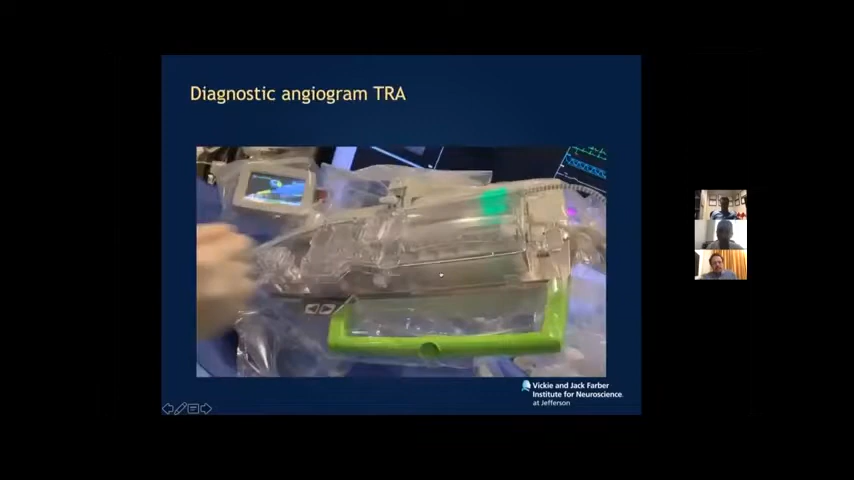 Diagnostic angiogram TRA
Vickie and Jack Farber
Institute for Neuroscience
at Jefferson